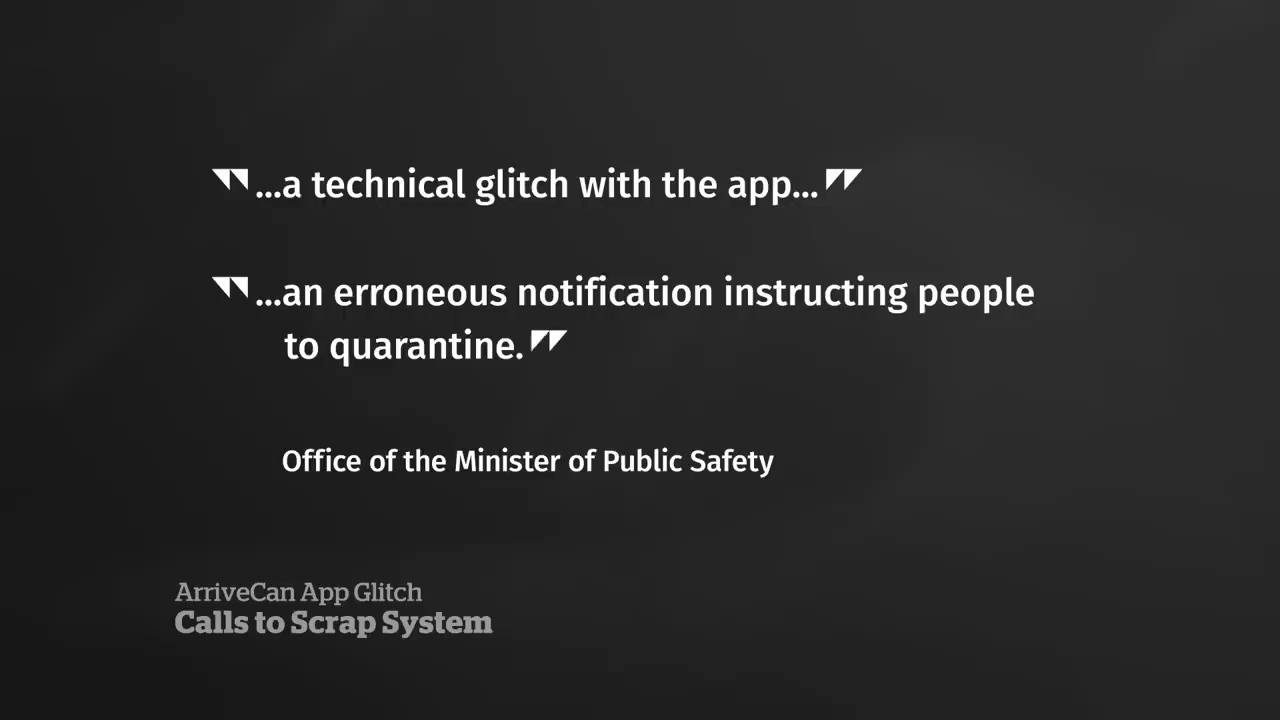 "...a technical glitch with the app..."
"...an erroneous notification instructing people
to quarantine."
Office of the Minister of Public Safety
ArriveCan App Glitch
Calls to Scrap System